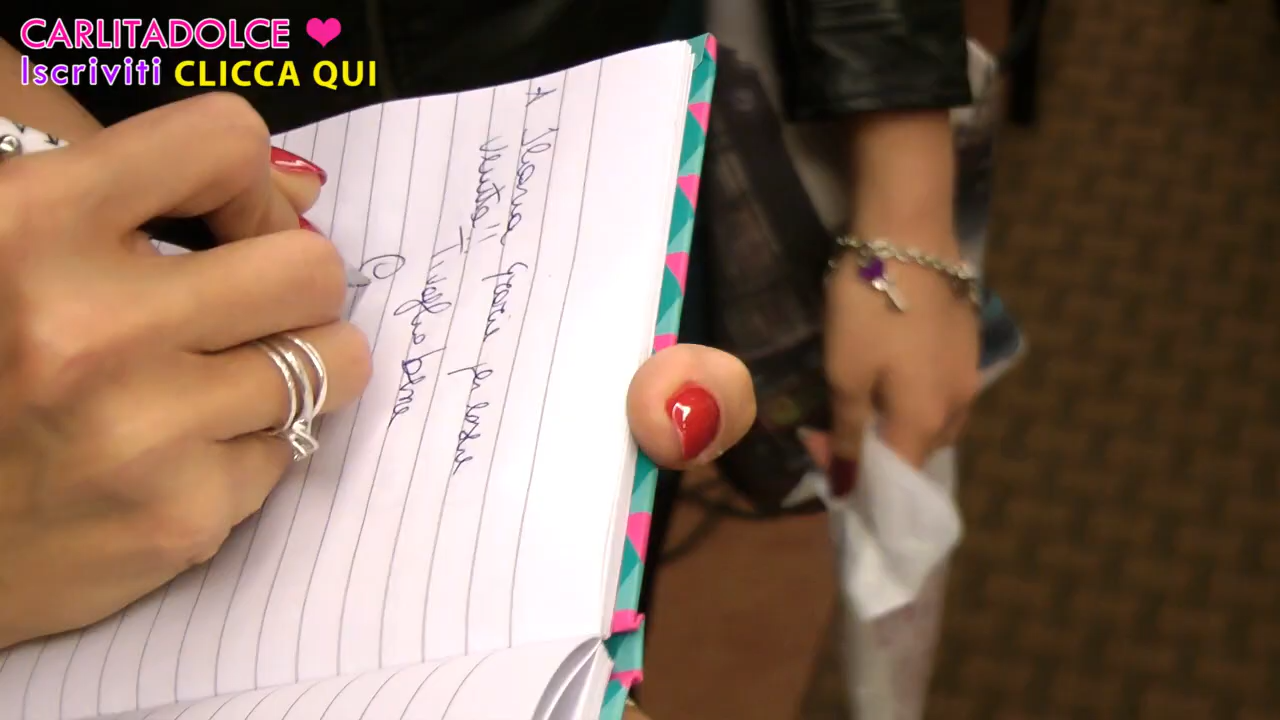 CARLITADOLCE
Iscriviti CLICCA QUI
A Ilaria grazie per essere
venuta!!
Ti voglio bene
C